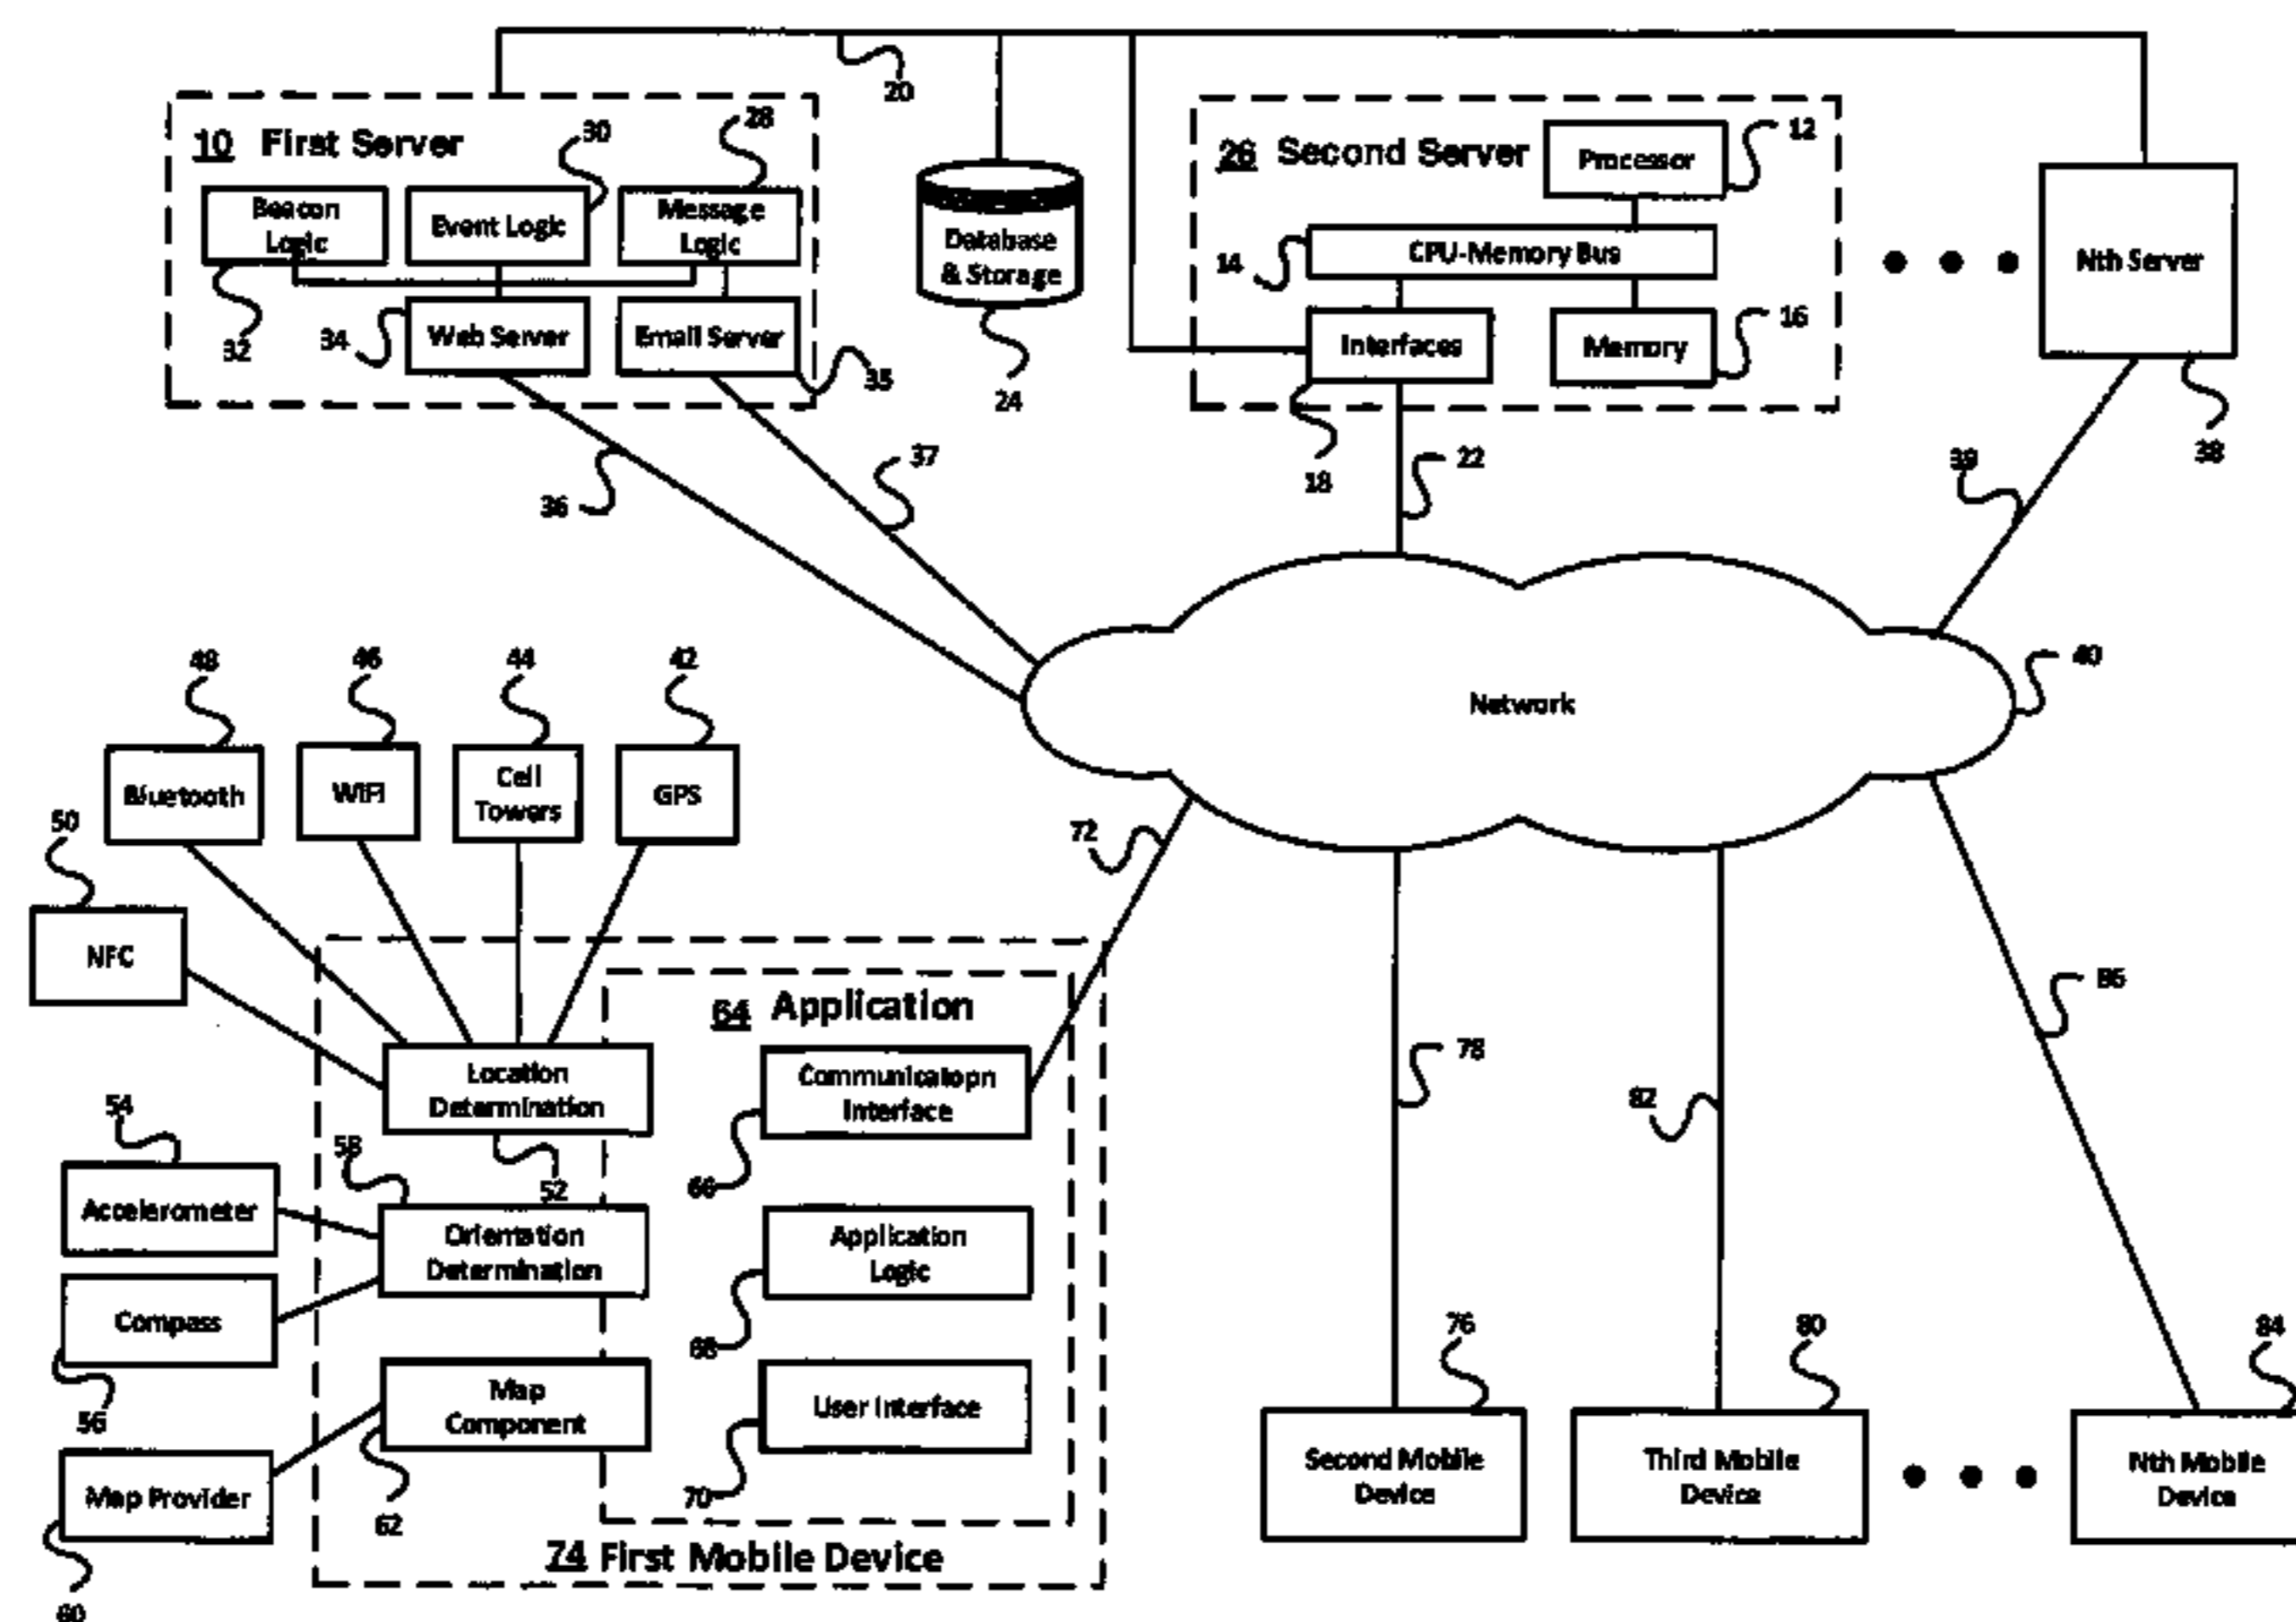 20
10 First Server
30
28
Beacon
Logic
Event Logic
Message
Logic
32
34
Web Server
Email Server
35
Database
& Storage
24
26 Second Server
Processor
12
14
CPU-Memory Bus
Interfaces
Memory
16
18
22
Nth Server
38
39
36
37
Network
40
48
46
44
42
Bluetooth
WIFI
Cell
Towers
GPS
50
NFC
72
64 Application
Location
Determination
52
Communicatopn
Interface
66
54
58
Accelerometer
Orientation
Determination
Application
Logic
68
Compass
56
Map
Component
62
User Interface
70
Map Provider
60
74 First Mobile Device
78
82
86
76
80
84
Second Mobile
Device
Third Mobile
Device
Nth Mobile
Device